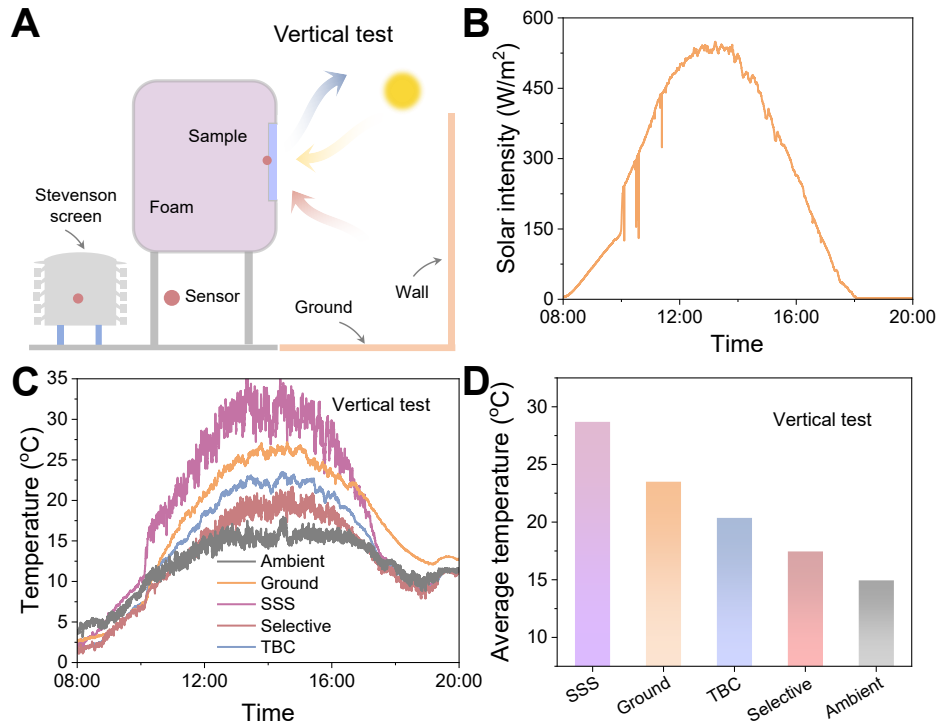 A
Vertical test
Sample
Stevenson
screen
Foam
Sensor
Wall
Ground
B
Solar intensity (W/m²)
600
450
300
150
0
08:00
12:00
16:00
20:00
Time
C
Temperature (°C)
35
30
25
20
15
10
5
0
Vertical test
Ambient
Ground
SSS
Selective
TBC
08:00
12:00
16:00
20:00
Time
D
Average temperature (°C)
30
25
20
15
10
Vertical test
SSS
Ground
TBC
Selective
Ambient